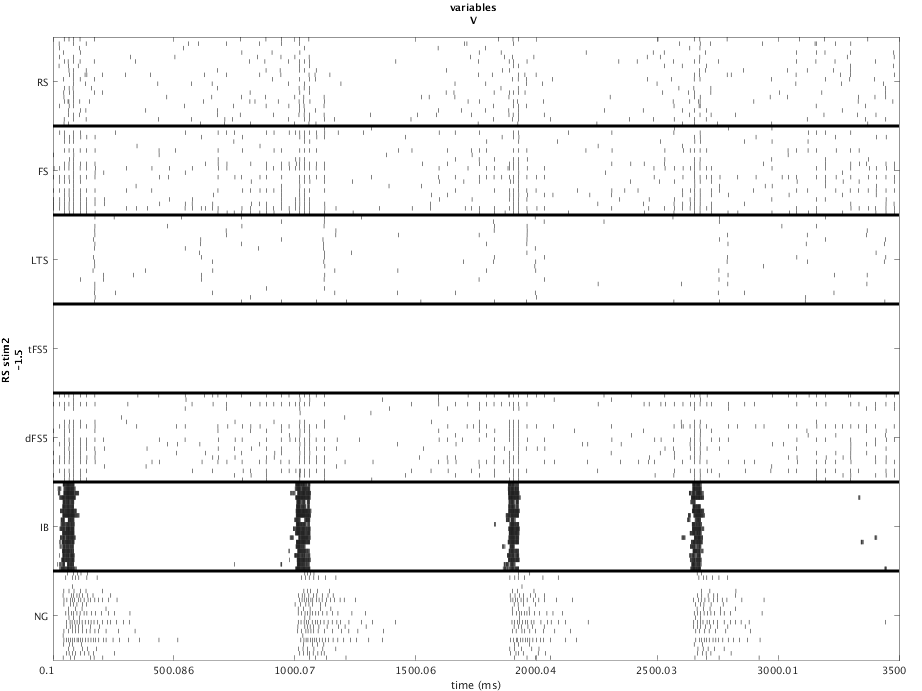 variables
V
RS
FS
LTS
tFS5
dFS5
IB
NG
RS stim2
-1.5
0.1 500.086 1000.07 1500.06 2000.04 2500.03 3000.01 3500
time (ms)